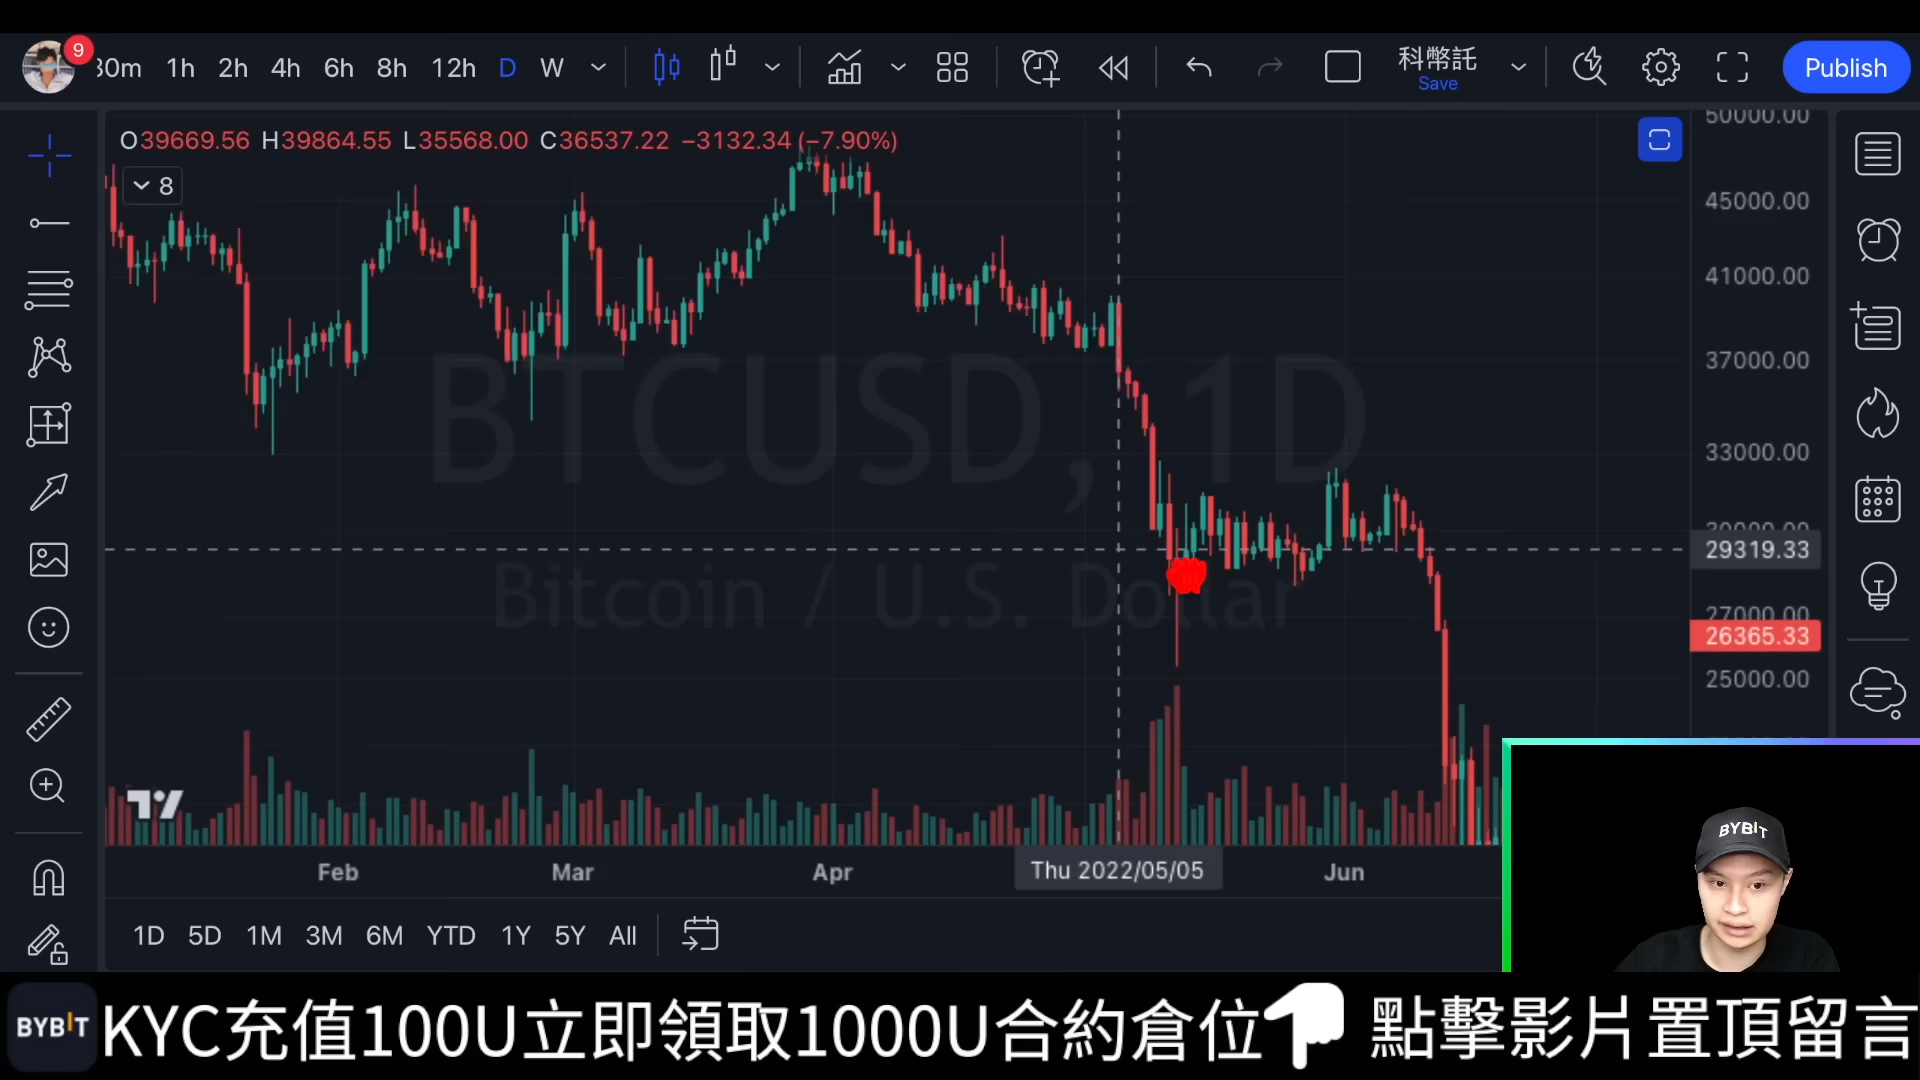 9
30m 1h 2h 4h 6h 8h 12h D W
科幣託
Save
Publish
O39669.56 H39864.55 L35568.00 C36537.22 −3132.34 (−7.90%)
8
BTCUSD, 1D
Bitcoin / U.S. Dollar
50000.00
45000.00
41000.00
37000.00
33000.00
30000.00
29319.33
27000.00
26365.33
25000.00
Feb Mar Apr Thu 2022/05/05 Jun
1D 5D 1M 3M 6M YTD 1Y 5Y All
BYBIT
BYBIT KYC充值100U立即領取1000U合約倉位 點擊影片置頂留言